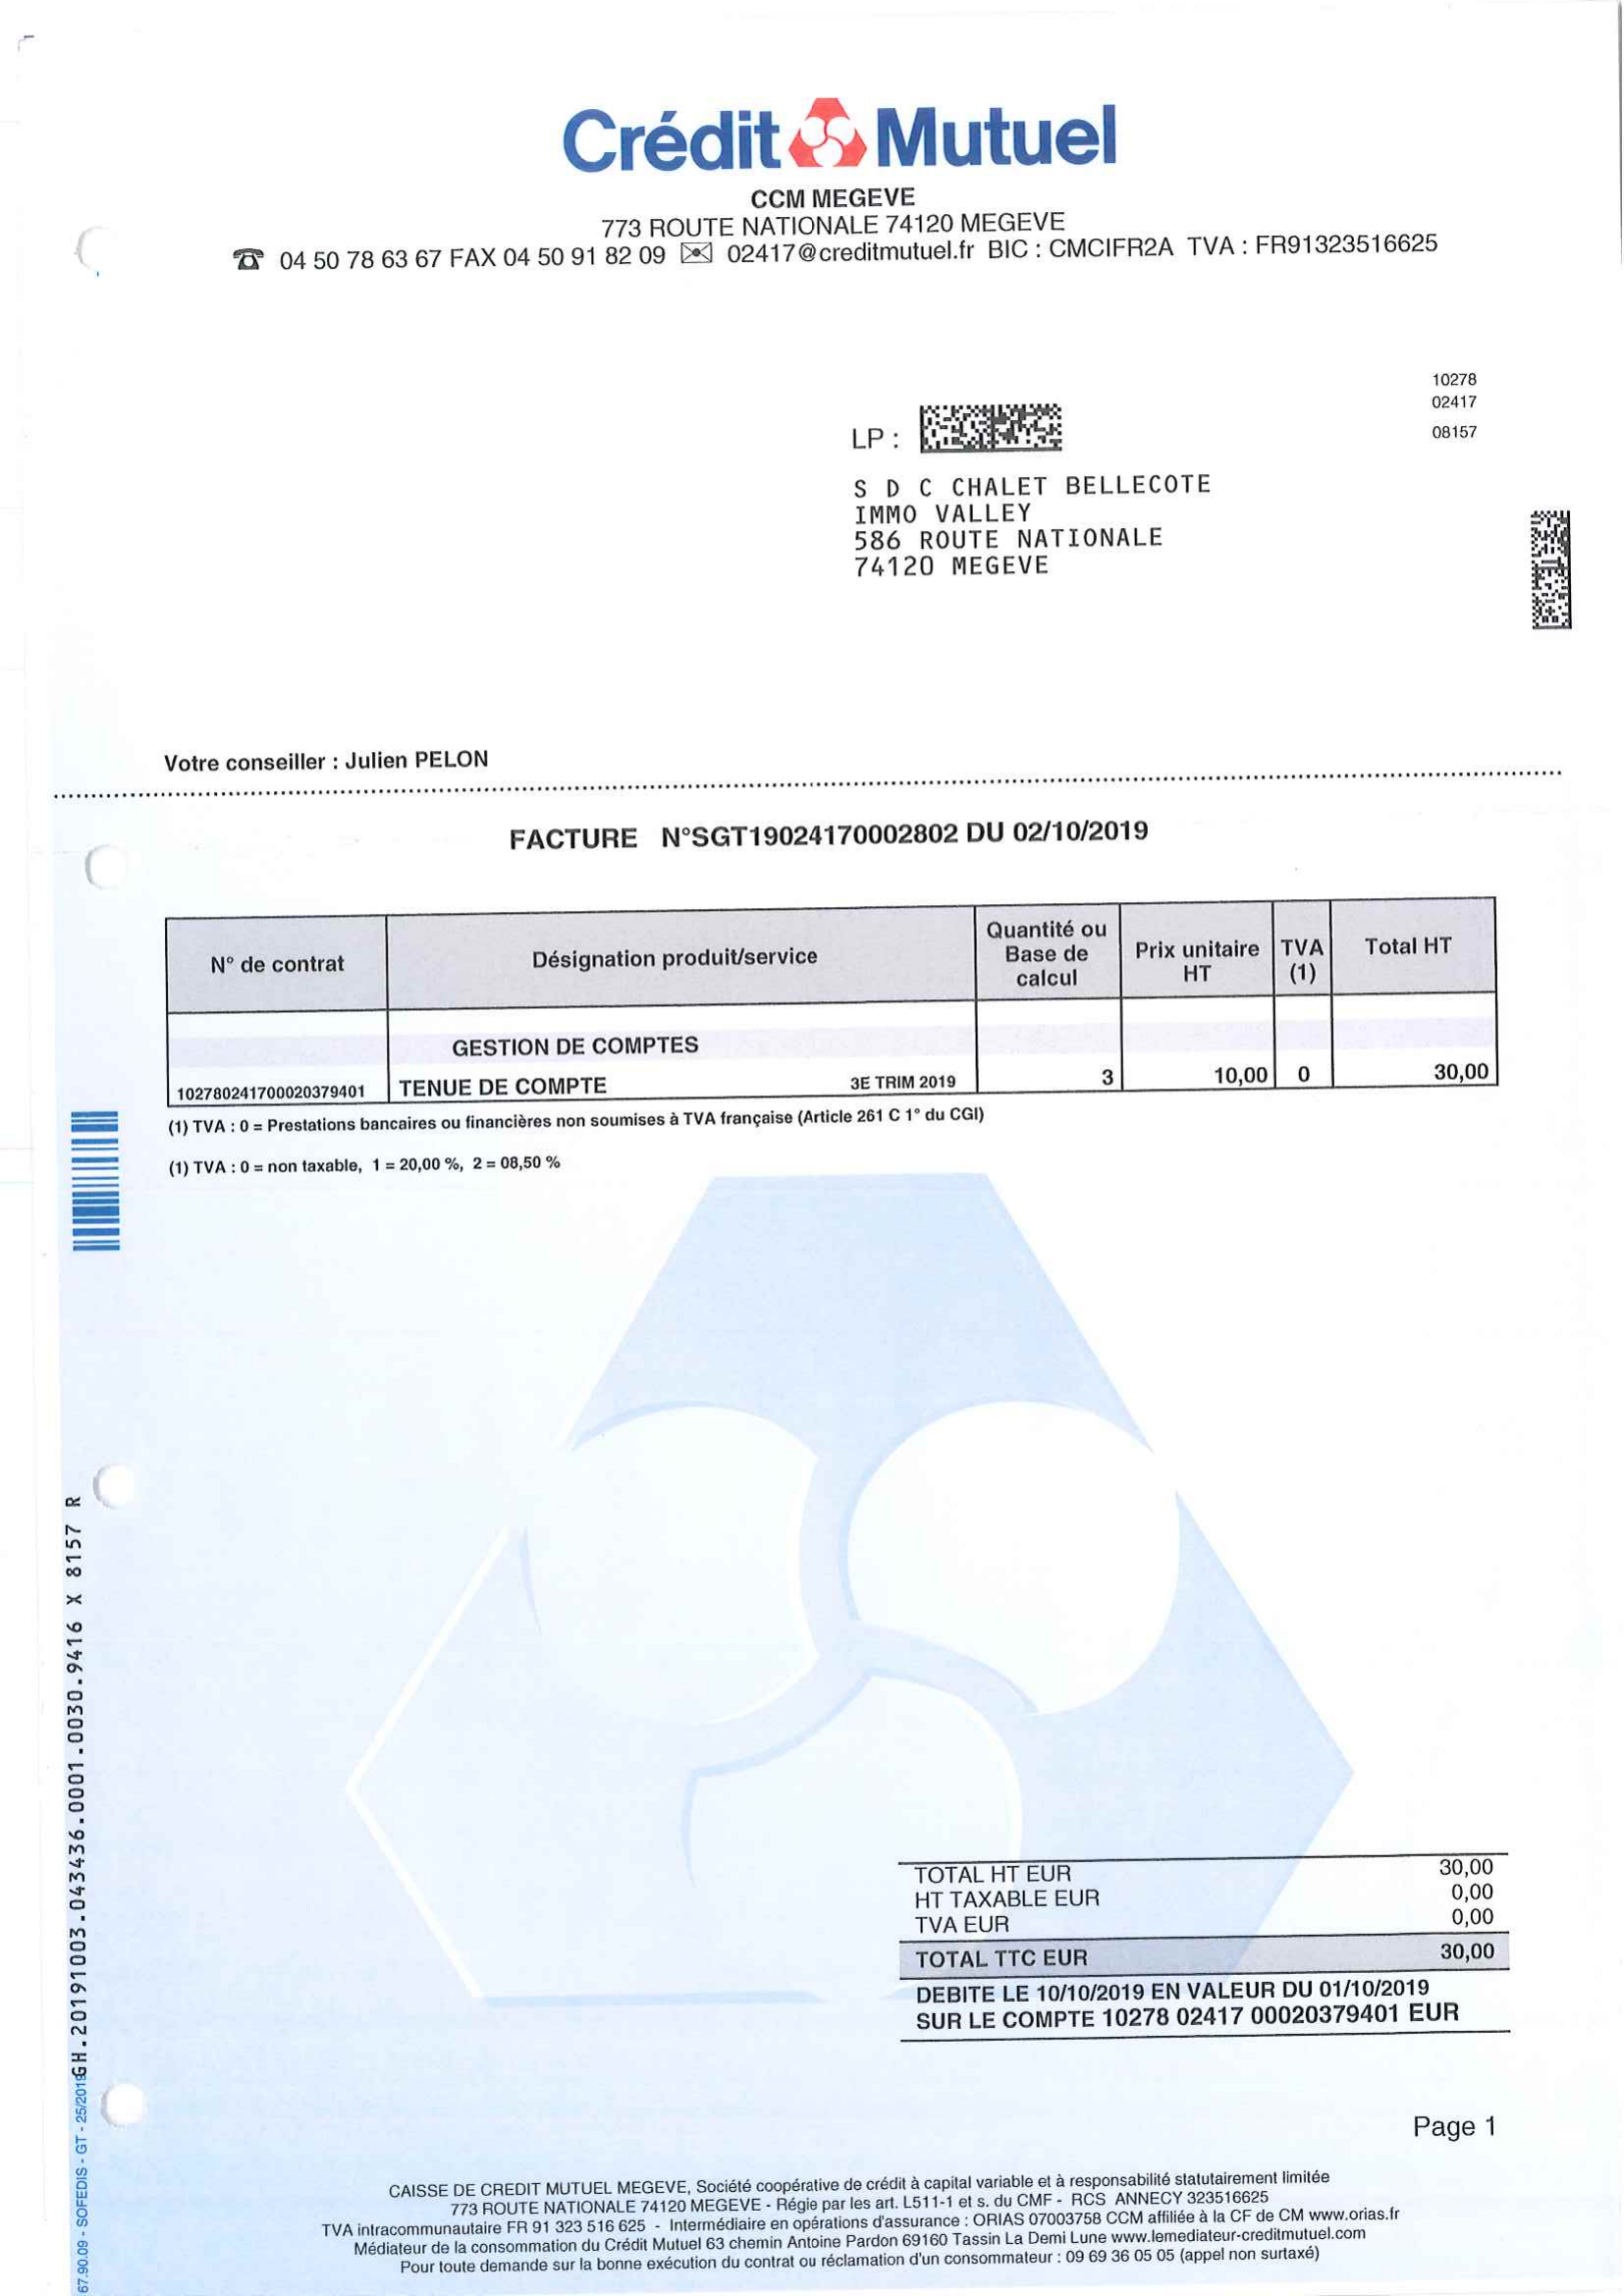 Crédit Mutuel
CCM MEGEVE
773 ROUTE NATIONALE 74120 MEGEVE
04 50 78 63 67 FAX 04 50 91 82 09 02417@creditmutuel.fr BIC : CMCIFR2A TVA : FR91323516625
10278
02417
08157
LP :
S D C CHALET BELLECOTE
IMMO VALLEY
586 ROUTE NATIONALE
74120 MEGEVE
Votre conseiller : Julien PELON
FACTURE N°SGT19024170002802 DU 02/10/2019
N° de contrat Désignation produit/service Quantité ou Base de calcul Prix unitaire HT TVA (1) Total HT
GESTION DE COMPTES
102780241700020379401 TENUE DE COMPTE 3E TRIM 2019 3 10,00 0 30,00
(1) TVA : 0 = Prestations bancaires ou financières non soumises à TVA française (Article 261 C 1° du CGI)
(1) TVA : 0 = non taxable, 1 = 20,00 %, 2 = 08,50 %
TOTAL HT EUR 30,00
HT TAXABLE EUR 0,00
TVA EUR 0,00
TOTAL TTC EUR 30,00
DEBITE LE 10/10/2019 EN VALEUR DU 01/10/2019
SUR LE COMPTE 10278 02417 00020379401 EUR
Page 1
67.90.09 - SOFEDIS - GT - 25/2019
GH.20191003.043436.0001.0030.9416 X 8157 R
CAISSE DE CREDIT MUTUEL MEGEVE, Société coopérative de crédit à capital variable et à responsabilité statutairement limitée
773 ROUTE NATIONALE 74120 MEGEVE - Régie par les art. L511-1 et s. du CMF - RCS ANNECY 323516625
TVA intracommunautaire FR 91 323 516 625 - Intermédiaire en opérations d'assurance : ORIAS 07003758 CCM affiliée à la CF de CM www.orias.fr
Médiateur de la consommation du Crédit Mutuel 63 chemin Antoine Pardon 69160 Tassin La Demi Lune www.lemediateur-creditmutuel.com
Pour toute demande sur la bonne exécution du contrat ou réclamation d'un consommateur : 09 69 36 05 05 (appel non surtaxé)